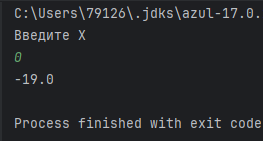 C:\Users\79126\.jdks\azul-17.0.
Введите X
0
-19.0
Process finished with exit code